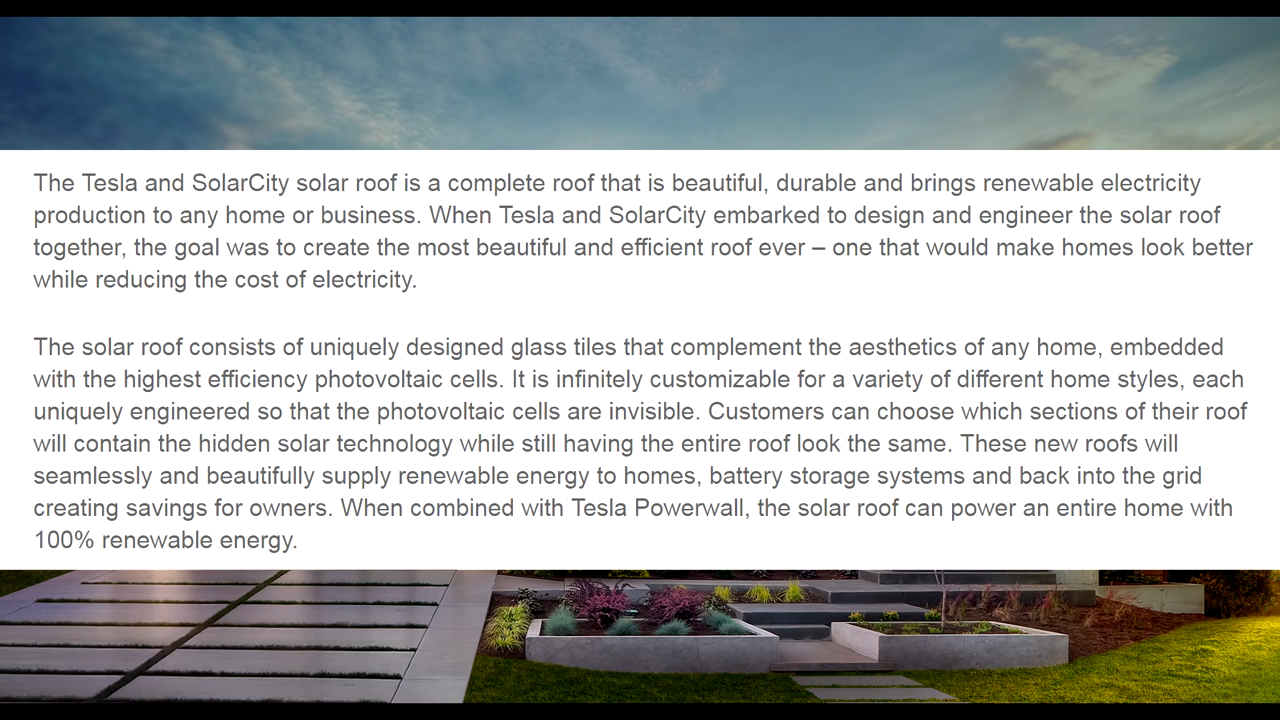 The Tesla and SolarCity solar roof is a complete roof that is beautiful, durable and brings renewable electricity
production to any home or business. When Tesla and SolarCity embarked to design and engineer the solar roof
together, the goal was to create the most beautiful and efficient roof ever – one that would make homes look better
while reducing the cost of electricity.
The solar roof consists of uniquely designed glass tiles that complement the aesthetics of any home, embedded
with the highest efficiency photovoltaic cells. It is infinitely customizable for a variety of different home styles, each
uniquely engineered so that the photovoltaic cells are invisible. Customers can choose which sections of their roof
will contain the hidden solar technology while still having the entire roof look the same. These new roofs will
seamlessly and beautifully supply renewable energy to homes, battery storage systems and back into the grid
creating savings for owners. When combined with Tesla Powerwall, the solar roof can power an entire home with
100% renewable energy.